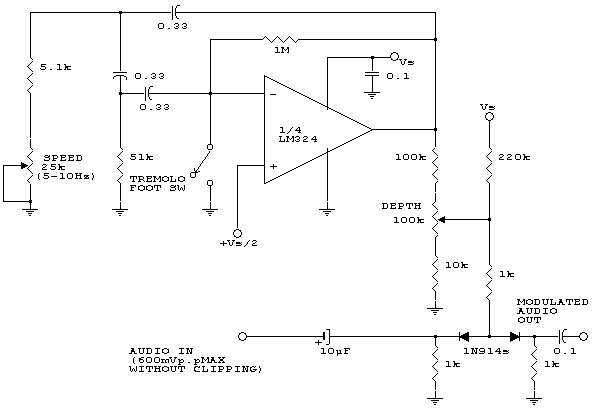 0.33
1M
5.1k
0.33
0.33
Vs
0.1
−
1/4
LM324
+
Vs
SPEED
25k
(5-10Hz)
51k
TREMOLO
FOOT SW
100k
220k
DEPTH
100k
+Vs/2
10k
1k
MODULATED
AUDIO
OUT
AUDIO IN
(600mVp.pMAX
WITHOUT CLIPPING)
+
10µF
1k
1N914s
1k
0.1